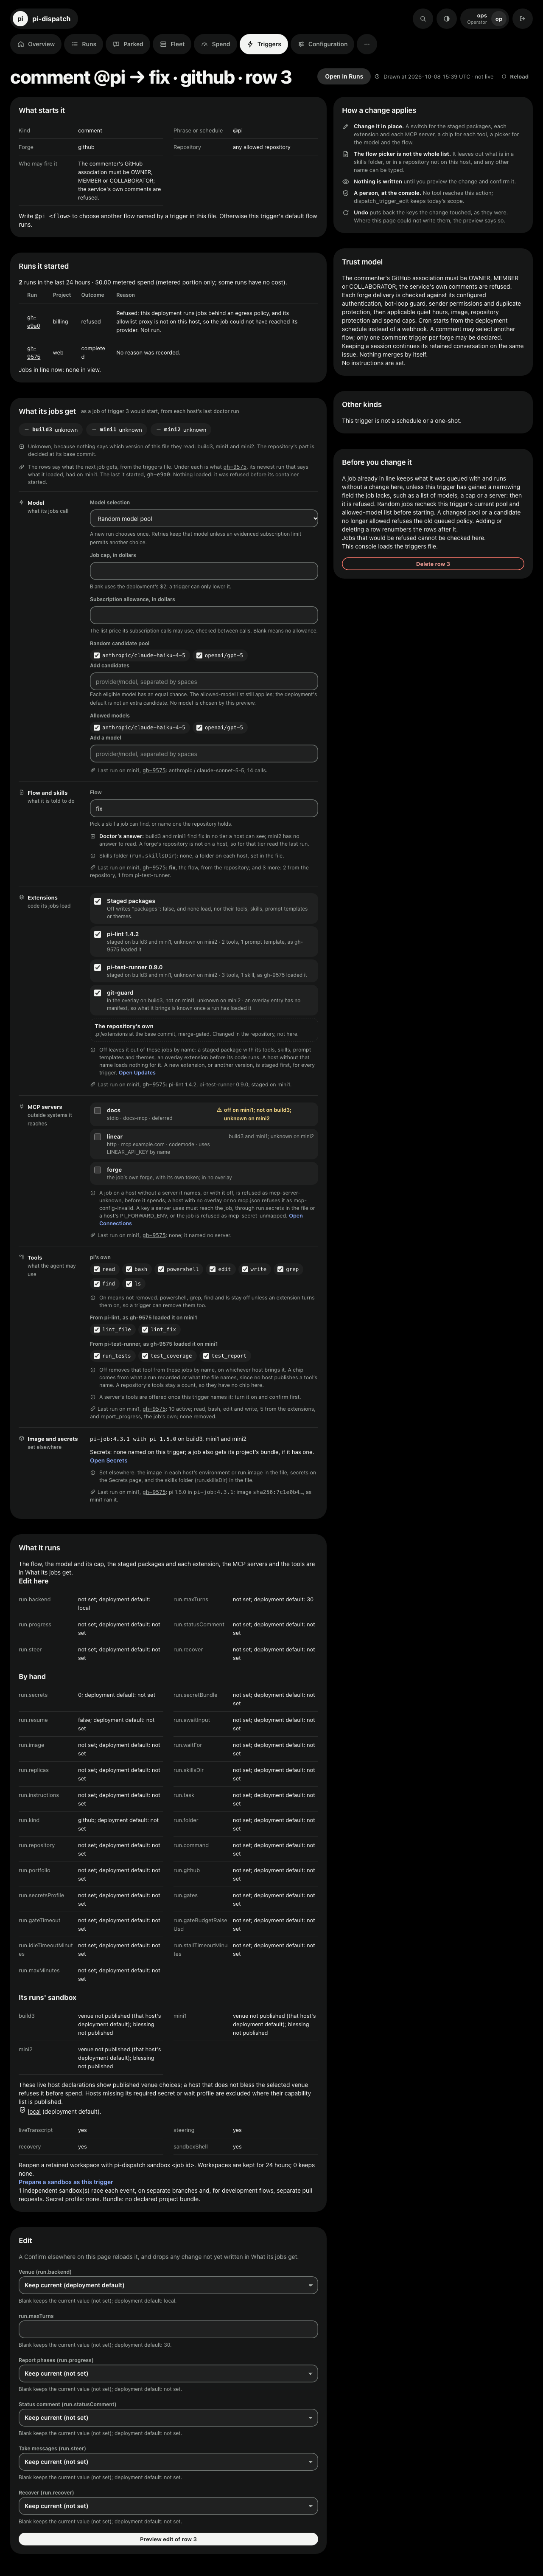 pi
pi-dispatch
ops
Operator
op
Overview
Runs
Parked
Fleet
Spend
Triggers
Configuration
comment @pi → fix · github · row 3
Open in Runs
Drawn at 2026-10-08 15:39 UTC · not live
Reload
What starts it
Kind
comment
Phrase or schedule
@pi
Forge
github
Repository
any allowed repository
Who may fire it
The commenter's GitHub
association must be OWNER,
MEMBER or COLLABORATOR;
the service's own comments are
refused.
Write @pi <flow> to choose another flow named by a trigger in this file. Otherwise this trigger's default flow
runs.
Runs it started
2 runs in the last 24 hours · $0.00 metered spend (metered portion only; some runs have no cost).
Run
Project
Outcome
Reason
gh-
e9a0
billing
refused
Refused: this deployment runs jobs behind an egress policy, and its
allowlist proxy is not on this host, so the job could not have reached its
provider. Not run.
gh-
9575
web
complete
d
No reason was recorded.
Jobs in line now: none in view.
What its jobs get
as a job of trigger 3 would start, from each host's last doctor run
build3 unknown
mini1 unknown
mini2 unknown
Unknown, because nothing says which version of this file they read: build3, mini1 and mini2. The repository's part is
decided at its base commit.
The rows say what the next job gets, from the triggers file. Under each is what gh-9575, its newest run that says
what it loaded, had on mini1. The last it started, gh-e9a0: Nothing loaded: it was refused before its container
started.
Model
what its jobs call
Model selection
Random model pool
A new run chooses once. Retries keep that model unless an evidenced subscription limit
permits another choice.
Job cap, in dollars
Blank uses the deployment's $2; a trigger can only lower it.
Subscription allowance, in dollars
The list price its subscription calls may use, checked between calls. Blank means no allowance.
Random candidate pool
anthropic/claude-haiku-4-5
openai/gpt-5
Add candidates
provider/model, separated by spaces
Each eligible model has an equal chance. The allowed-model list still applies; the deployment's
default is not an extra candidate. No model is chosen by this preview.
Allowed models
anthropic/claude-haiku-4-5
openai/gpt-5
Add a model
provider/model, separated by spaces
Last run on mini1, gh-9575: anthropic / claude-sonnet-5-5, 14 calls.
Flow and skills
what it is told to do
Flow
fix
Pick a skill a job can find, or name one the repository holds.
Doctor's answer: build3 and mini1 find fix in no tier a host can see; mini2 has no
answer to read. A forge's repository is not on a host, so for that tier read the last run.
Skills folder (run.skillsDir): none, a folder on each host, set in the file.
Last run on mini1, gh-9575: fix, the flow, from the repository; and 3 more: 2 from the
repository, 1 from pi-test-runner.
Extensions
code its jobs load
Staged packages
Off writes "packages": false, and none load, nor their tools, skills, prompt templates
or themes.
pi-lint 1.4.2
staged on build3 and mini1, unknown on mini2 · 2 tools, 1 prompt template, as gh-
9575 loaded it
pi-test-runner 0.9.0
staged on build3 and mini1, unknown on mini2 · 3 tools, 1 skill, as gh-9575 loaded it
git-guard
in the overlay on build3, not on mini1, unknown on mini2 · an overlay entry has no
manifest, so what it brings is known once a run has loaded it
The repository's own
.pi/extensions at the base commit, merge-gated. Changed in the repository, not here.
Off leaves it out of these jobs by name: a staged package with its tools, skills, prompt
templates and themes, an overlay extension before its code runs. A host without that
name loads nothing for it. A new extension, or another version, is staged first, for every
trigger. Open Updates
Last run on mini1, gh-9575: pi-lint 1.4.2, pi-test-runner 0.9.0; staged on mini1.
MCP servers
outside systems it
reaches
docs
stdio · docs-mcp · deferred
off on mini1; not on build3;
unknown on mini2
linear
http · mcp.example.com · codemode · uses
LINEAR_API_KEY by name
build3 and mini1; unknown on mini2
forge
the job's own forge, with its own token; in no overlay
A job on a host without a server it names, or with it off, is refused as mcp-server-
unknown, before it spends; a host with no overlay or no mcp.json refuses it as mcp-
config-invalid. A key a server uses must reach the job, through run.secrets in the file or
a host's PI_FORWARD_ENV, or the job is refused as mcp-secret-unmapped. Open
Connections
Last run on mini1, gh-9575: none; it named no server.
Tools
what the agent may
use
pi's own
read
bash
powershell
edit
write
grep
find
ls
On means not removed. powershell, grep, find and ls stay off unless an extension turns
them on, so a trigger can remove them too.
From pi-lint, as gh-9575 loaded it on mini1
lint_file
lint_fix
From pi-test-runner, as gh-9575 loaded it on mini1
run_tests
test_coverage
test_report
Off removes that tool from these jobs by name, on whichever host brings it. A chip
comes from what a run recorded or what the file names, since no host publishes a tool's
name. A repository's tools stay a count, so they have no chip here.
A server's tools are offered once this trigger names it: turn it on and confirm first.
Last run on mini1, gh-9575: 10 active; read, bash, edit and write, 5 from the extensions,
and report_progress, the job's own; none removed.
Image and secrets
set elsewhere
pi-job:4.3.1 with pi 1.5.0 on build3, mini1 and mini2
Secrets: none named on this trigger; a job also gets its project's bundle, if it has one.
Open Secrets
Set elsewhere: the image in each host's environment or run.image in the file, secrets on
the Secrets page, and the skills folder (run.skillsDir) in the file.
Last run on mini1, gh-9575: pi 1.5.0 in pi-job:4.3.1; image sha256:7c1e0b4…, as
mini1 ran it.
What it runs
The flow, the model and its cap, the staged packages and each extension, the MCP servers and the tools are
in What its jobs get.
Edit here
run.backend
not set; deployment default:
local
run.maxTurns
not set; deployment default: 30
run.progress
not set; deployment default: not
set
run.statusComment
not set; deployment default: not
set
run.steer
not set; deployment default: not
set
run.recover
not set; deployment default: not
set
By hand
run.secrets
0; deployment default: not set
run.secretBundle
not set; deployment default: not
set
run.resume
false; deployment default: not
set
run.awaitInput
not set; deployment default: not
set
run.image
not set; deployment default: not
set
run.waitFor
not set; deployment default: not
set
run.replicas
not set; deployment default: not
set
run.skillsDir
not set; deployment default: not
set
run.instructions
not set; deployment default: not
set
run.task
not set; deployment default: not
set
run.kind
github; deployment default: not
set
run.folder
not set; deployment default: not
set
run.repository
not set; deployment default: not
set
run.command
not set; deployment default: not
set
run.portfolio
not set; deployment default: not
set
run.github
not set; deployment default: not
set
run.secretsProfile
not set; deployment default: not
set
run.gates
not set; deployment default: not
set
run.gateTimeout
not set; deployment default: not
set
run.gateBudgetRaise
Usd
not set; deployment default: not
set
run.idleTimeoutMinut
es
not set; deployment default: not
set
run.stallTimeoutMinu
tes
not set; deployment default: not
set
run.maxMinutes
not set; deployment default: not
set
Its runs' sandbox
build3
venue not published (that host's
deployment default); blessing
not published
mini1
venue not published (that host's
deployment default); blessing
not published
mini2
venue not published (that host's
deployment default); blessing
not published
These live host declarations show published venue choices; a host that does not bless the selected venue
refuses it before spend. Hosts missing its required secret or wait profile are excluded where their capability
list is published.
local (deployment default).
liveTranscript
yes
steering
yes
recovery
yes
sandboxShell
yes
Reopen a retained workspace with pi-dispatch sandbox <job id>. Workspaces are kept for 24 hours; 0 keeps
none.
Prepare a sandbox as this trigger
1 independent sandbox(s) race each event, on separate branches and, for development flows, separate pull
requests. Secret profile: none. Bundle: no declared project bundle.
Edit
A Confirm elsewhere on this page reloads it, and drops any change not yet written in What its jobs get.
Venue (run.backend)
Keep current (deployment default)
Blank keeps the current value (not set); deployment default: local.
run.maxTurns
Blank keeps the current value (not set); deployment default: 30.
Report phases (run.progress)
Keep current (not set)
Blank keeps the current value (not set); deployment default: not set.
Status comment (run.statusComment)
Keep current (not set)
Blank keeps the current value (not set); deployment default: not set.
Take messages (run.steer)
Keep current (not set)
Blank keeps the current value (not set); deployment default: not set.
Recover (run.recover)
Keep current (not set)
Blank keeps the current value (not set); deployment default: not set.
Preview edit of row 3
How a change applies
Change it in place. A switch for the staged packages, each
extension and each MCP server, a chip for each tool, a picker for
the model and the flow.
The flow picker is not the whole list. It leaves out what is in a
skills folder, or in a repository not on this host, and any other
name can be typed.
Nothing is written until you preview the change and confirm it.
A person, at the console. No tool reaches this action;
dispatch_trigger_edit keeps today's scope.
Undo puts back the keys the change touched, as they were.
Where this page could not write them, the preview says so.
Trust model
The commenter's GitHub association must be OWNER, MEMBER
or COLLABORATOR; the service's own comments are refused.
Each forge delivery is checked against its configured
authentication, bot-loop guard, sender permissions and duplicate
protection, then applicable quiet hours, image, repository
protection and spend caps. Cron starts from the deployment
schedule instead of a webhook. A comment may select another
flow; only one comment trigger per forge may be declared.
Keeping a session continues its retained conversation on the same
issue. Nothing merges by itself.
No instructions are set.
Other kinds
This trigger is not a schedule or a one-shot.
Before you change it
A job already in line keeps what it was queued with and runs
without a change here, unless this trigger has gained a narrowing
field the job lacks, such as a list of models, a cap or a server: then
it is refused. Random jobs recheck this trigger's current pool and
allowed-model list before starting. A changed pool or a candidate
no longer allowed refuses the old queued policy. Adding or
deleting a row renumbers the rows after it.
Jobs that would be refused cannot be checked here.
This console loads the triggers file.
Delete row 3